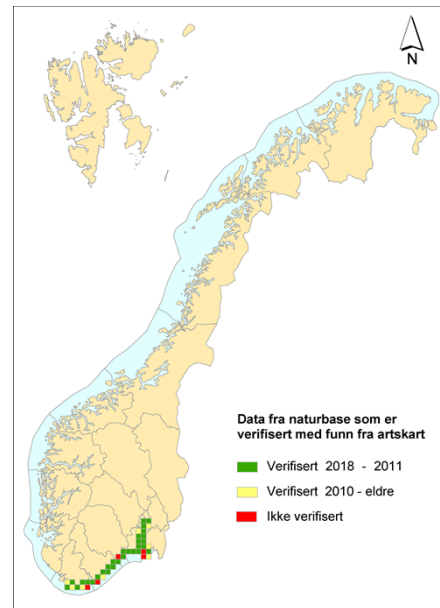 N
Data fra naturbase som er
verifisert med funn fra artskart
Verifisert 2018 - 2011
Verifisert 2010 - eldre
Ikke verifisert